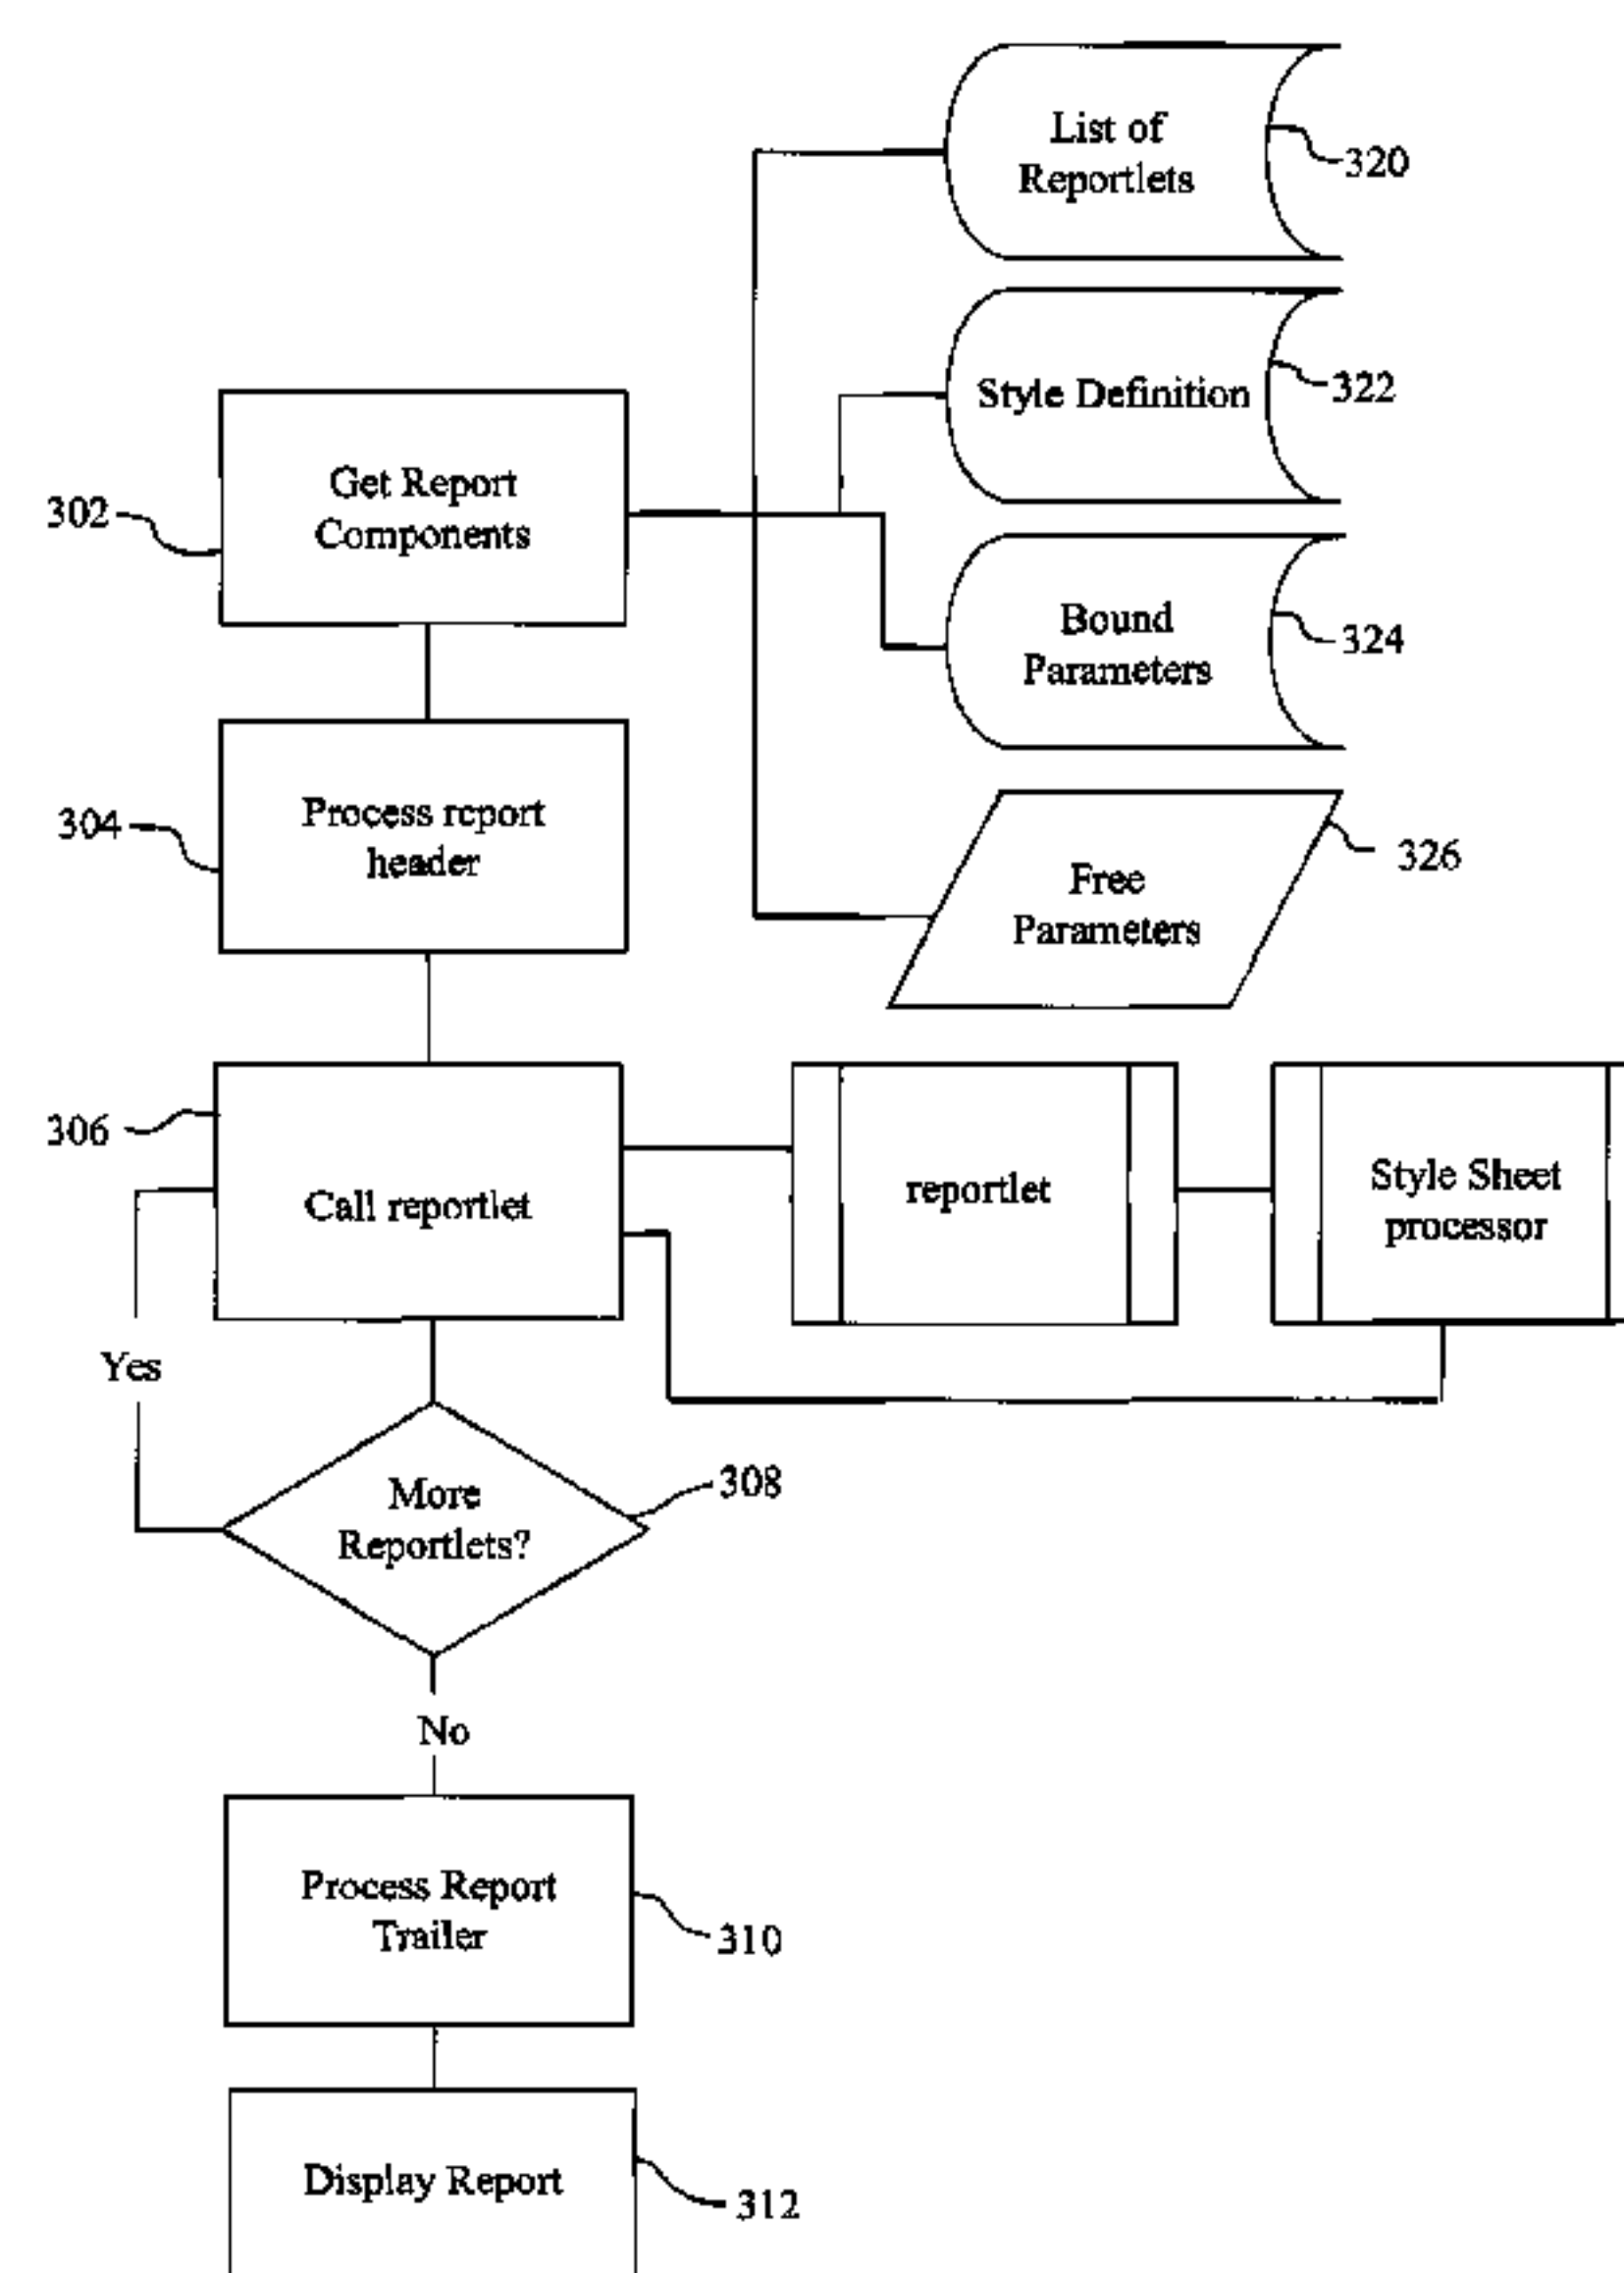 List of
Reportlets
320
Style Definition
322
Get Report
Components
302
Bound
Parameters
324
Process report
header
304
Free
Parameters
326
306
Call reportlet
reportlet
Style Sheet
processor
Yes
More
Reportlets?
308
No
Process Report
Trailer
310
Display Report
312